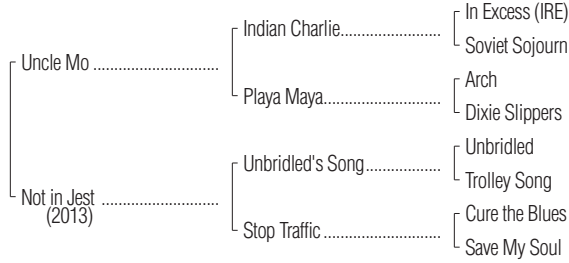 In Excess (IRE)
Indian Charlie
Soviet Sojourn
Uncle Mo
Arch
Playa Maya
Dixie Slippers
Unbridled
Unbridled's Song
Trolley Song
Not in Jest
(2013)
Cure the Blues
Stop Traffic
Save My Soul